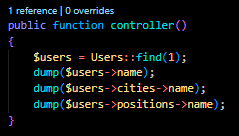 1 reference | 0 overrides
public function controller()
{
    $users = Users::find(1);
    dump($users->name);
    dump($users->cities->name);
    dump($users->positions->name);
}